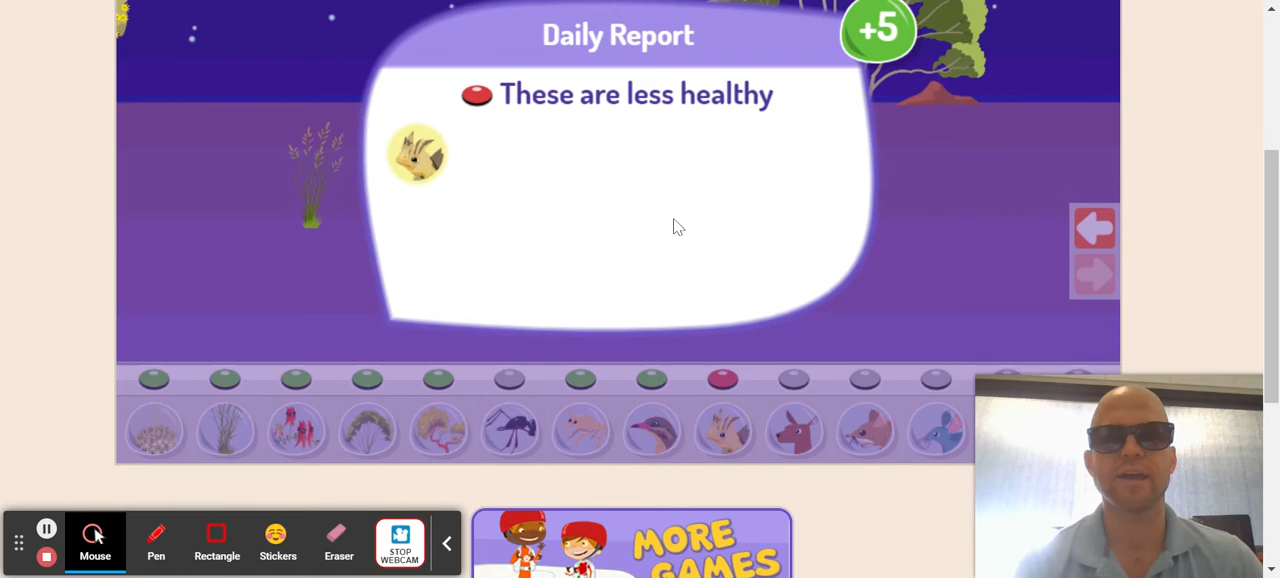 Daily Report
+5
These are less healthy
Mouse
Pen
Rectangle
Stickers
Eraser
STOP
WEBCAM
MORE
GAMES